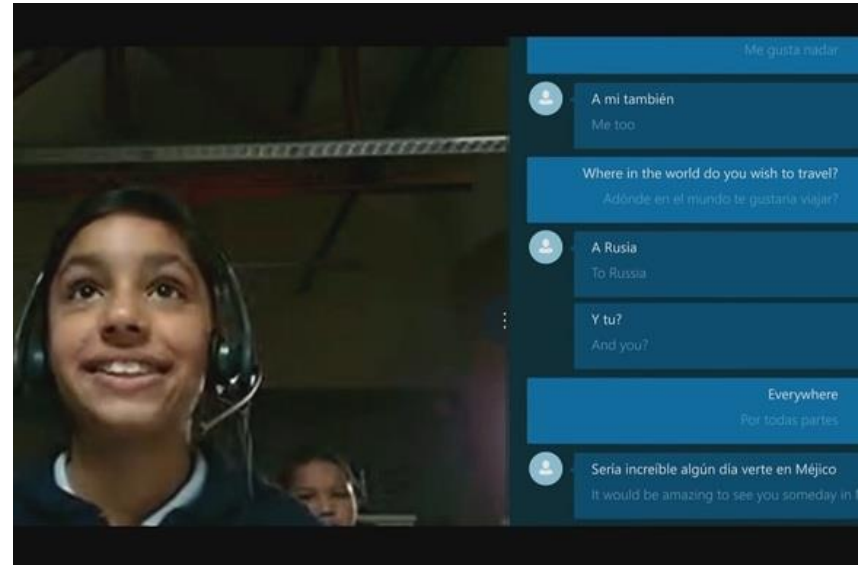 Me gusta nadar
A mi también
Me too
Where in the world do you wish to travel?
Adónde en el mundo te gustaria viajar?
A Rusia
To Russia
Y tu?
And you?
Everywhere
Por todas partes
Sería increíble algún día verte en Méjico
It would be amazing to see you someday in